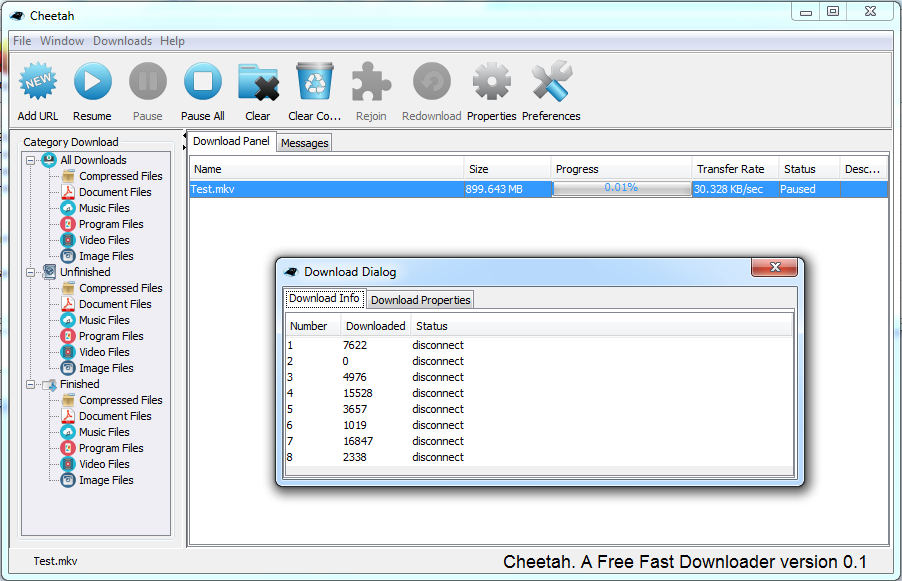 Cheetah
File Window Downloads Help
NEW
Add URL Resume Pause Pause All Clear Clear Co... Rejoin Redownload Properties Preferences
Category Download
All Downloads
Compressed Files
Document Files
Music Files
Program Files
Video Files
Image Files
Unfinished
Compressed Files
Document Files
Music Files
Program Files
Video Files
Image Files
Finished
Compressed Files
Document Files
Music Files
Program Files
Video Files
Image Files
Download Panel Messages
Name Size Progress Transfer Rate Status Desc...
Test.mkv 899.643 MB 0.01% 30.328 KB/sec Paused
Download Dialog
Download Info Download Properties
Number Downloaded Status
1 7622 disconnect
2 0 disconnect
3 4976 disconnect
4 15528 disconnect
5 3657 disconnect
6 1019 disconnect
7 16847 disconnect
8 2338 disconnect
Test.mkv
Cheetah. A Free Fast Downloader version 0.1